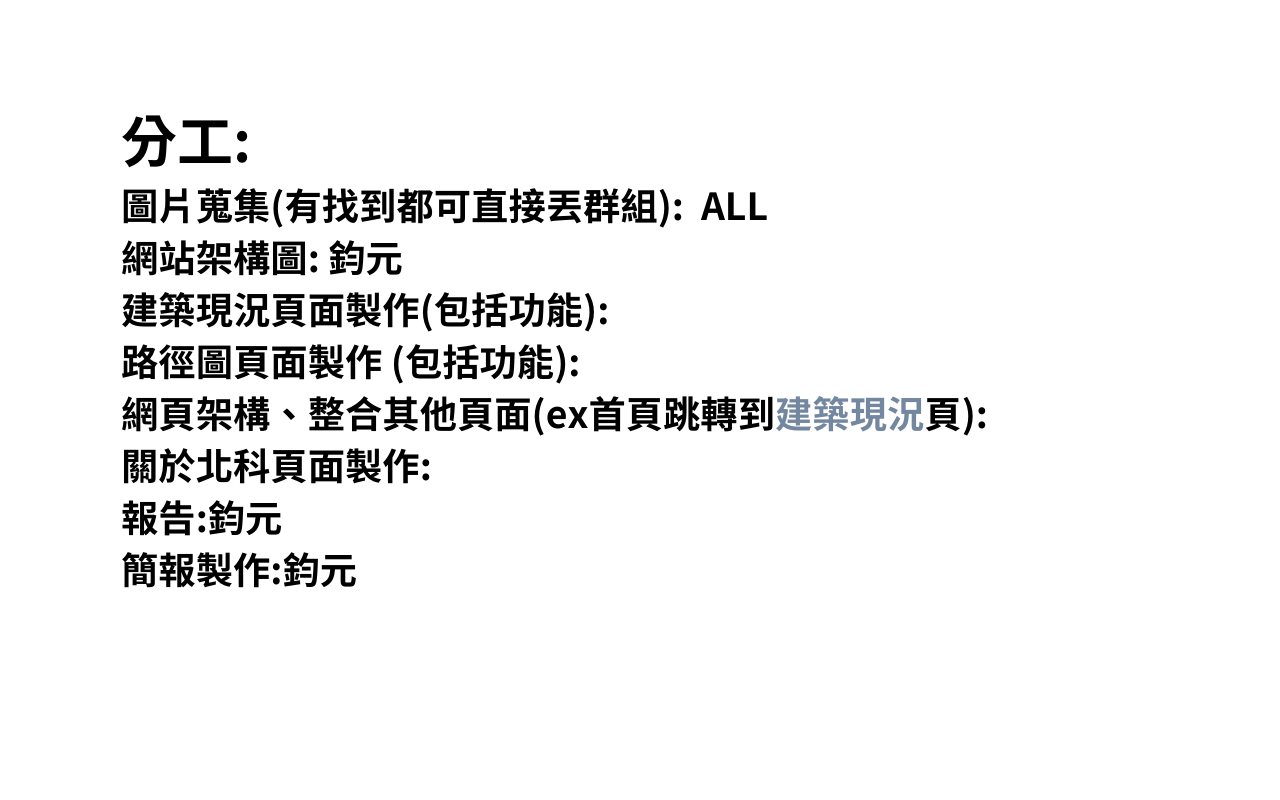 分工:
圖片蒐集(有找到都可直接丟群組):  ALL
網站架構圖: 鈞元
建築現況頁面製作(包括功能):
路徑圖頁面製作 (包括功能):
網頁架構、整合其他頁面(ex首頁跳轉到建築現況頁):
關於北科頁面製作:
報告:鈞元
簡報製作:鈞元